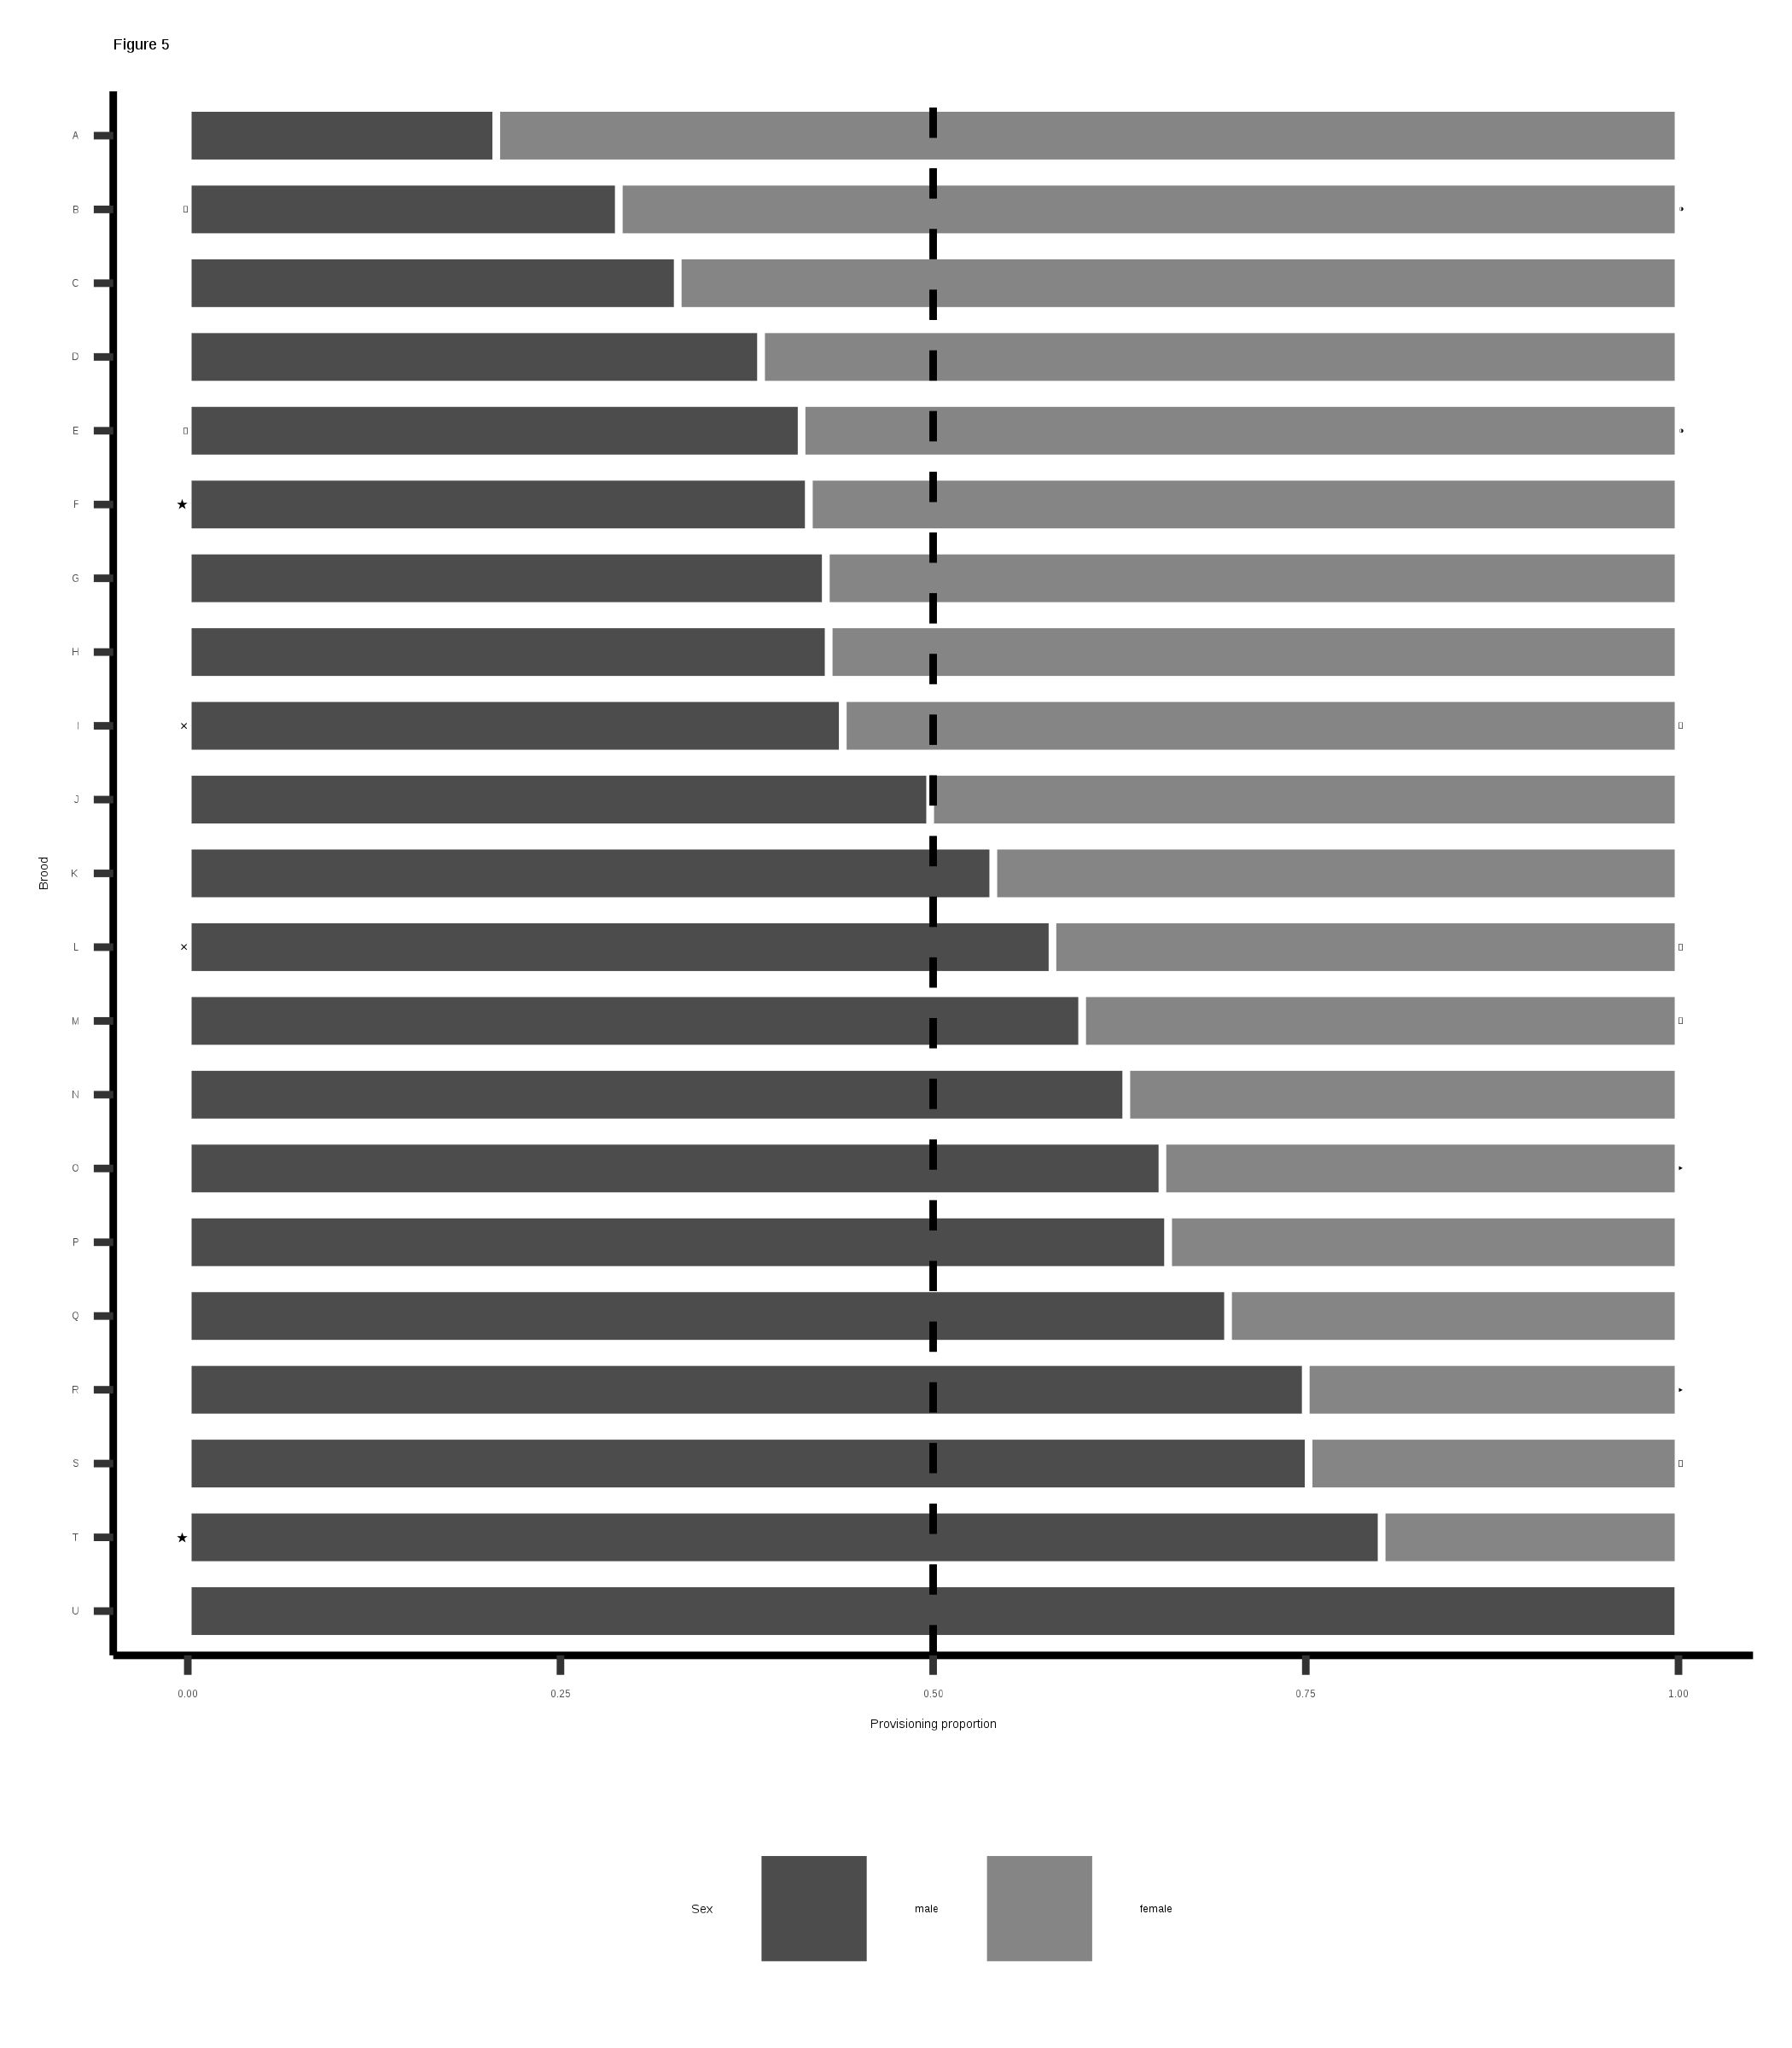 Figure 5
A
B
C
D
E
F ★
G
H
I ×
J
K
L ×
M
N
O
P
Q
R
S
T ★
U
Brood
0.00 0.25 0.50 0.75 1.00
Provisioning proportion
Sex male female